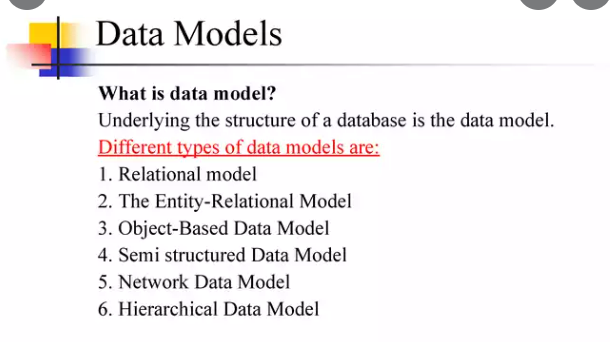 Data Models
What is data model?
Underlying the structure of a database is the data model.
Different types of data models are:
1. Relational model
2. The Entity-Relational Model
3. Object-Based Data Model
4. Semi structured Data Model
5. Network Data Model
6. Hierarchical Data Model